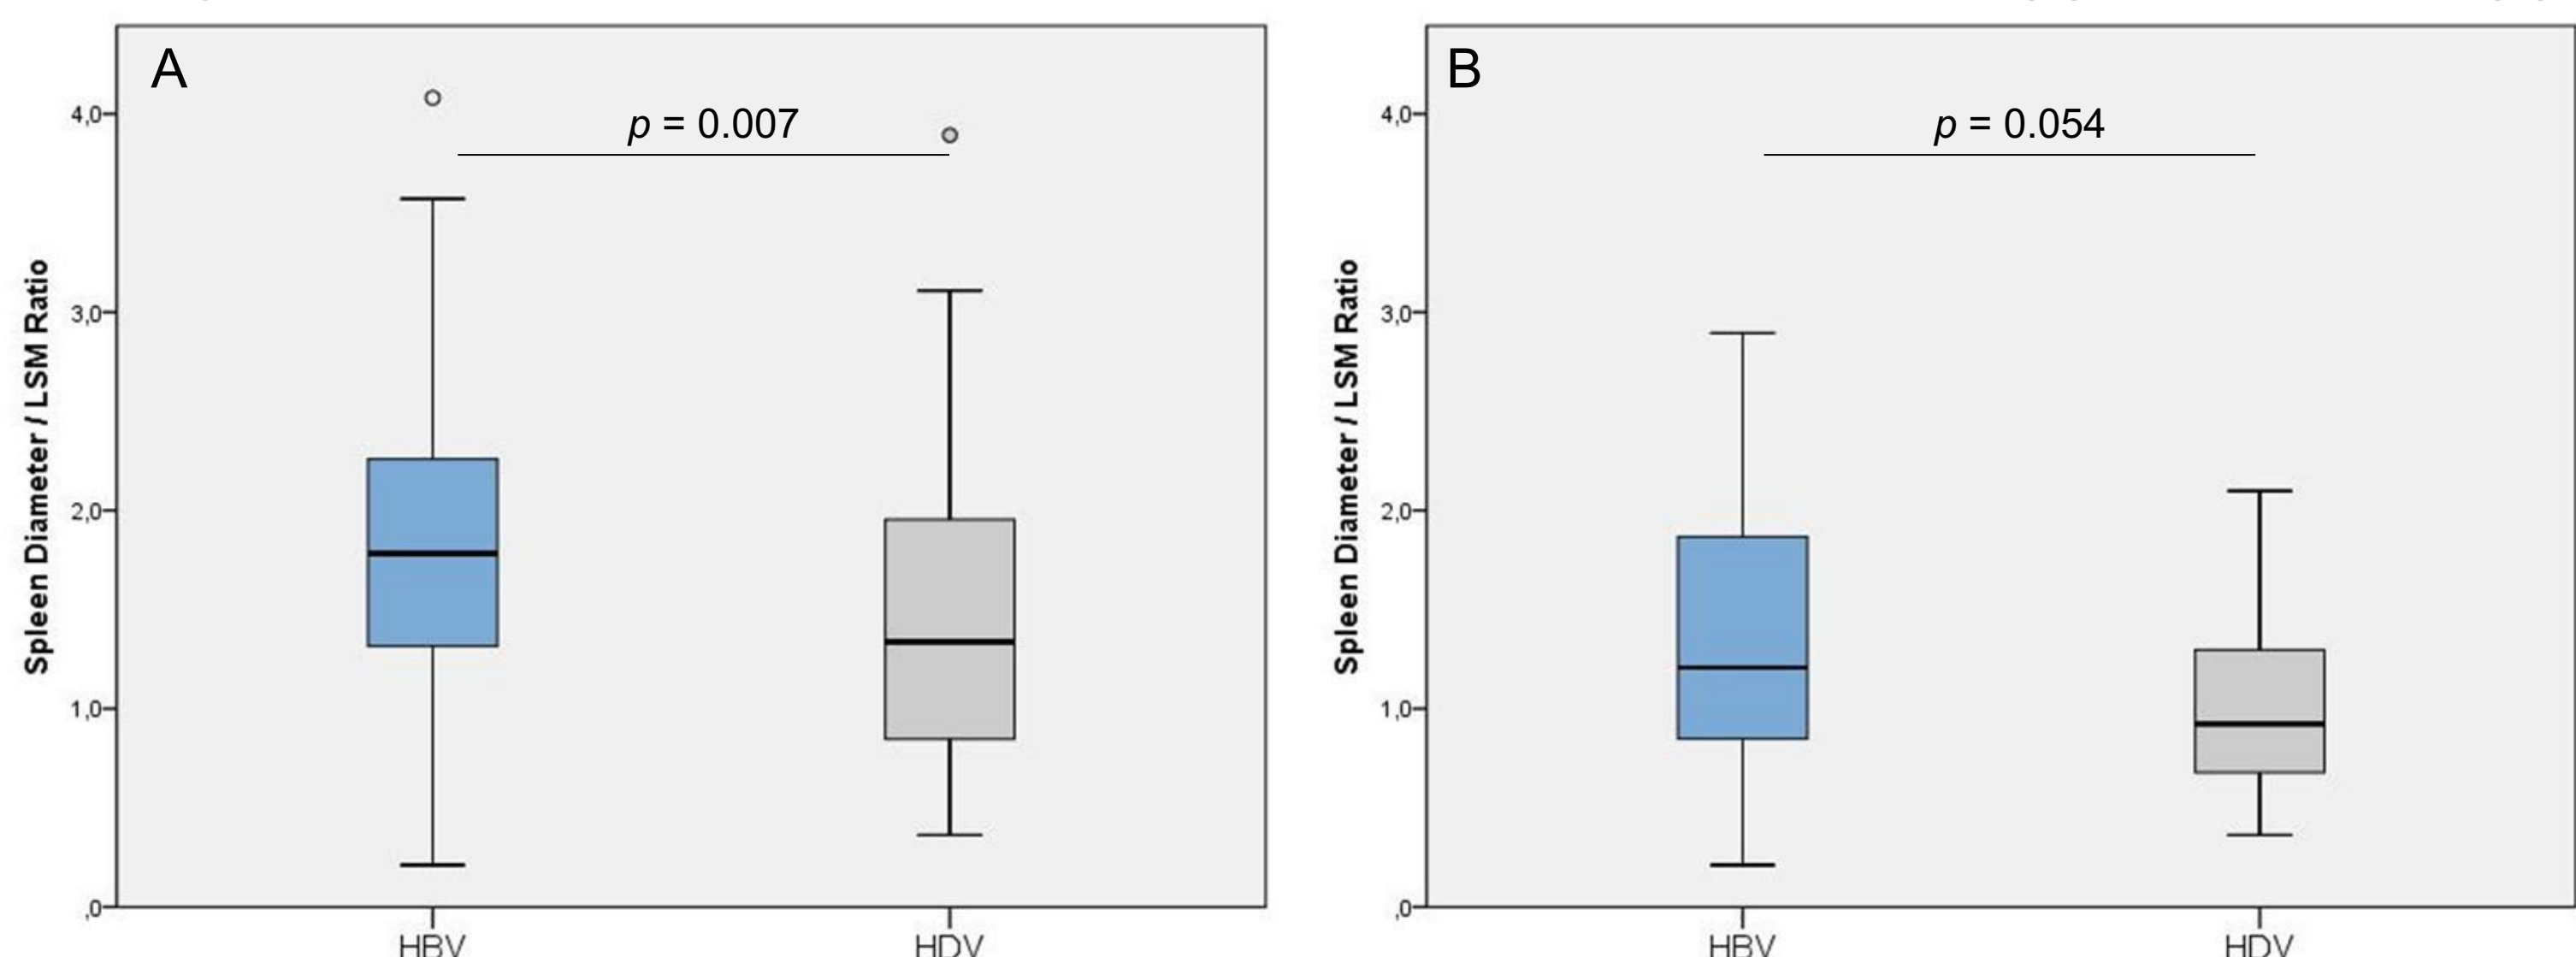 A
p = 0.007
Spleen Diameter / LSM Ratio
4,0
3,0
2,0
1,0
,0
HBV
HDV
B
p = 0.054
Spleen Diameter / LSM Ratio
4,0
3,0
2,0
1,0
,0
HBV
HDV